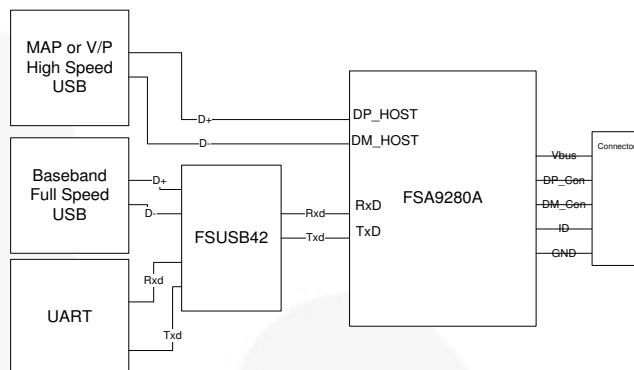 MAP or V/P
High Speed
USB
D+
D-
DP_HOST
DM_HOST
FSA9280A
RxD
TxD
Baseband
Full Speed
USB
D+
D-
FSUSB42
Rxd
Txd
UART
Rxd
Txd
Vbus
DP_Con
DM_Con
ID
GND
Connector